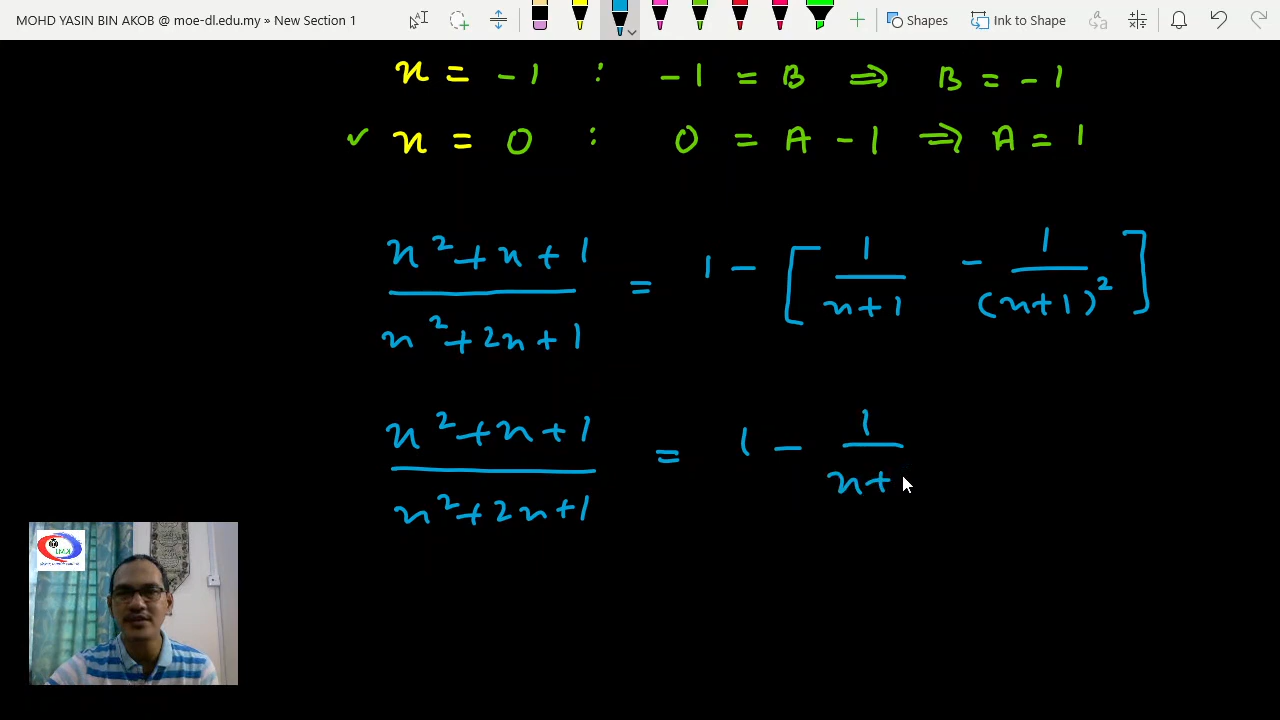 MOHD YASIN BIN AKOB @ moe-dl.edu.my » New Section 1
Shapes
Ink to Shape
x = -1 : -1 = B ⇒ B = -1
✓ x = 0 : 0 = A - 1 ⇒ A = 1
x² + x + 1 / x² + 2x + 1 = 1 - [ 1 / x+1 - 1 / (x+1)² ]
x² + x + 1 / x² + 2x + 1 = 1 - 1 / x+